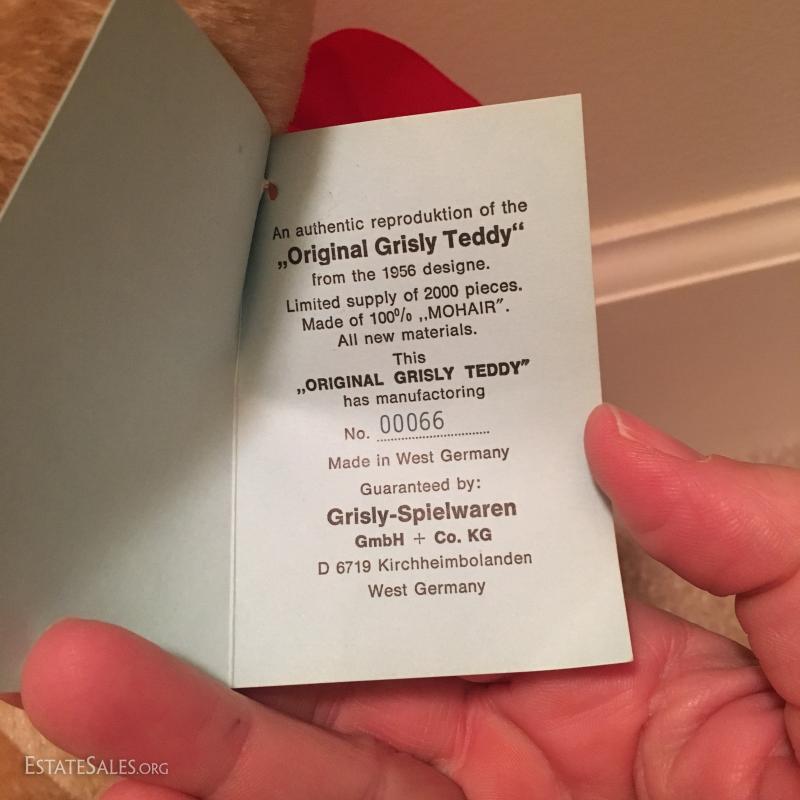 An authentic reproduktion of the
„Original Grisly Teddy“
from the 1956 designe.
Limited supply of 2000 pieces.
Made of 100% ,,MOHAIR”.
All new materials.
This
„ORIGINAL GRISLY TEDDY”
has manufactoring
No. 00066
Made in West Germany
Guaranteed by:
Grisly-Spielwaren
GmbH + Co. KG
D 6719 Kirchheimbolanden
West Germany
ESTATESALES.ORG